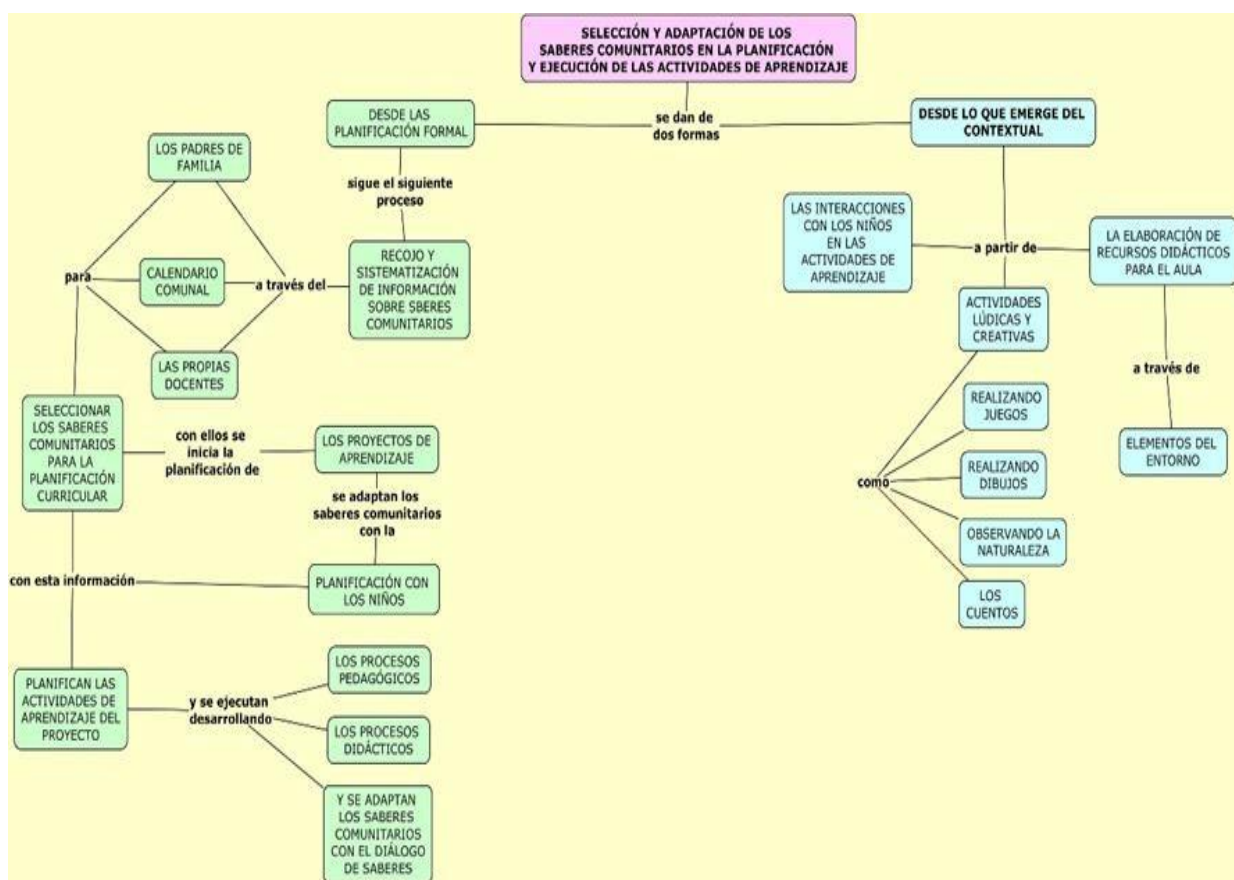 SELECCIÓN Y ADAPTACIÓN DE LOS
SABERES COMUNITARIOS EN LA PLANIFICACIÓN
Y EJECUCIÓN DE LAS ACTIVIDADES DE APRENDIZAJE
se dan de
dos formas
DESDE LAS
PLANIFICACIÓN FORMAL
sigue el siguiente
proceso
RECOJO Y
SISTEMATIZACIÓN
DE INFORMACIÓN
SOBRE SBERES
COMUNITARIOS
a través del
LOS PADRES DE
FAMILIA
CALENDARIO
COMUNAL
LAS PROPIAS
DOCENTES
para
SELECCIONAR
LOS SABERES
COMUNITARIOS
PARA LA
PLANIFICACIÓN
CURRICULAR
con ellos se
inicia la
planificación de
LOS PROYECTOS DE
APRENDIZAJE
se adaptan los
saberes comunitarios
con la
PLANIFICACIÓN CON
LOS NIÑOS
con esta información
PLANIFICAN LAS
ACTIVIDADES DE
APRENDIZAJE DEL
PROYECTO
y se ejecutan
desarrollando
LOS PROCESOS
PEDAGÓGICOS
LOS PROCESOS
DIDÁCTICOS
Y SE ADAPTAN
LOS SABERES
COMUNITARIOS
CON EL DIÁLOGO
DE SABERES
DESDE LO QUE EMERGE DEL
CONTEXTUAL
a partir de
LAS INTERACCIONES
CON LOS NIÑOS
EN LAS
ACTIVIDADES DE
APRENDIZAJE
ACTIVIDADES
LÚDICAS Y
CREATIVAS
como
REALIZANDO
JUEGOS
REALIZANDO
DIBUJOS
OBSERVANDO LA
NATURALEZA
LOS
CUENTOS
LA ELABORACIÓN DE
RECURSOS DIDÁCTICOS
PARA EL AULA
a través de
ELEMENTOS DEL
ENTORNO